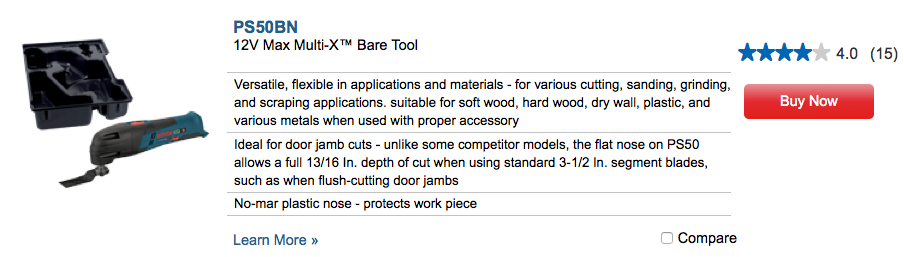 PS50BN
12V Max Multi-X™ Bare Tool
4.0 (15)
Buy Now
Versatile, flexible in applications and materials - for various cutting, sanding, grinding,
and scraping applications. suitable for soft wood, hard wood, dry wall, plastic, and
various metals when used with proper accessory
Ideal for door jamb cuts - unlike some competitor models, the flat nose on PS50
allows a full 13/16 In. depth of cut when using standard 3-1/2 In. segment blades,
such as when flush-cutting door jambs
No-mar plastic nose - protects work piece
Learn More »
Compare